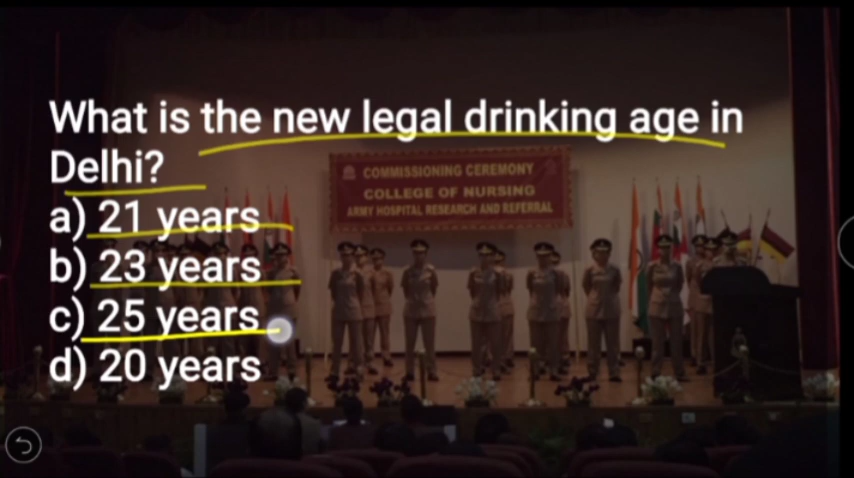 What is the new legal drinking age in
Delhi?
a) 21 years
b) 23 years
c) 25 years
d) 20 years
COMMISSIONING CEREMONY
COLLEGE OF NURSING
ARMY HOSPITAL RESEARCH AND REFERRAL